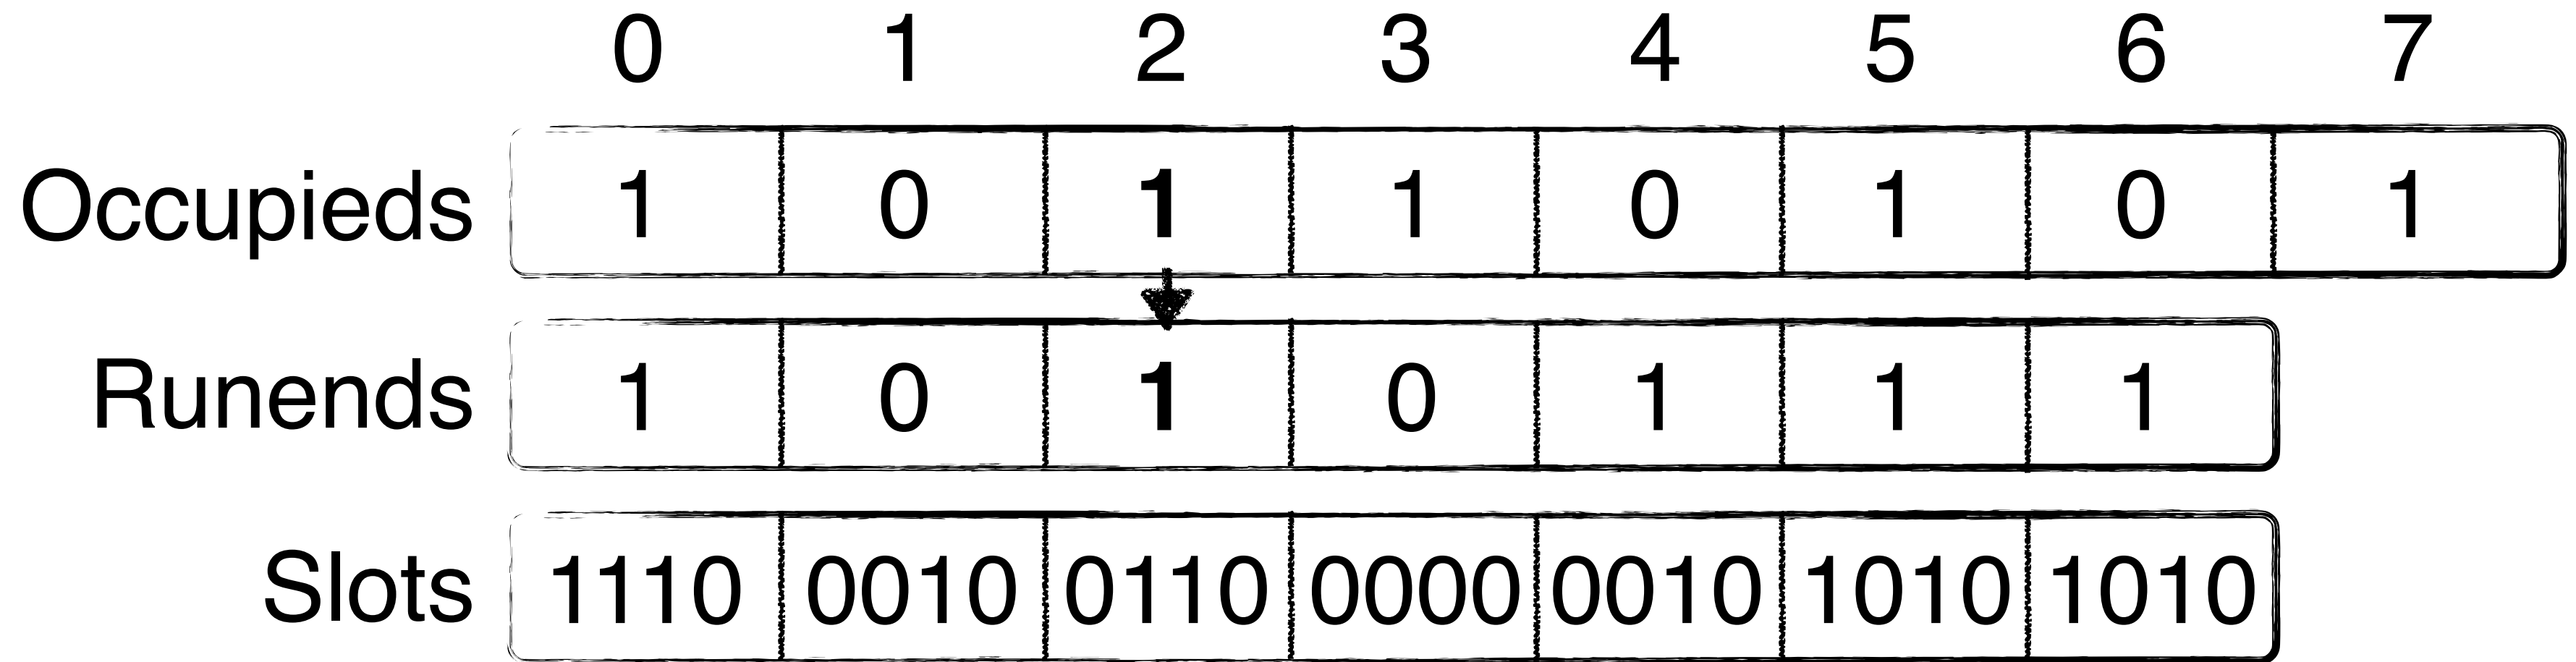 0 1 2 3 4 5 6 7
Occupieds 1 0 1 1 0 1 0 1
Runends 1 0 1 0 1 1 1
Slots 1110 0010 0110 0000 0010 1010 1010